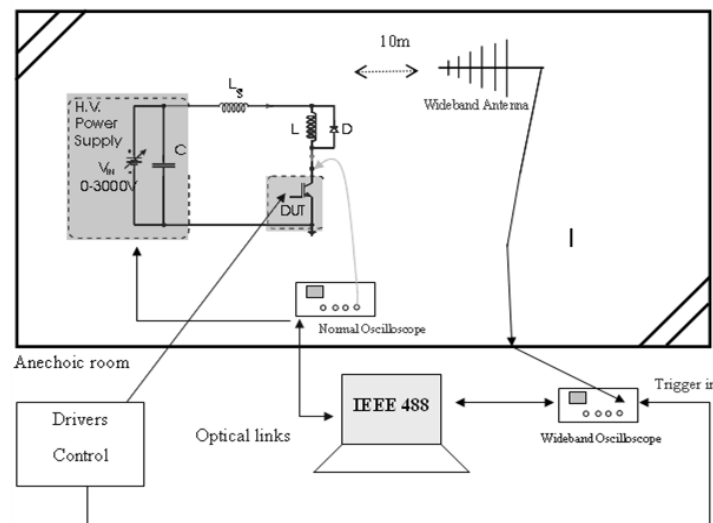 10m
Wideband Antenna
H.V.
Power
Supply
LS
L
D
C
VIN
0-3000V
DUT
Normal Oscilloscope
Anechoic room
Drivers
Control
Optical links
IEEE 488
Trigger in
Wideband Oscilloscope